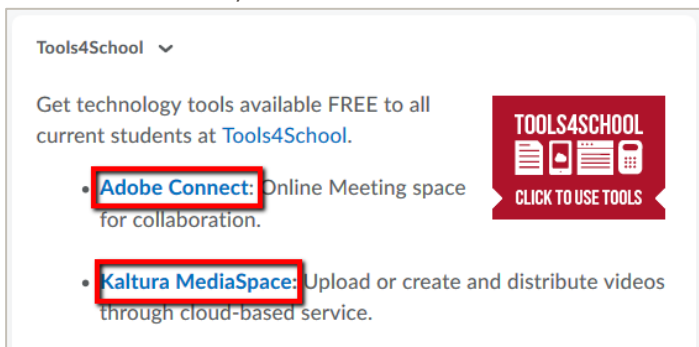 Tools4School
Get technology tools available FREE to all
current students at Tools4School.
• Adobe Connect: Online Meeting space
for collaboration.
• Kaltura MediaSpace: Upload or create and distribute videos
through cloud-based service.
TOOLS4SCHOOL
CLICK TO USE TOOLS